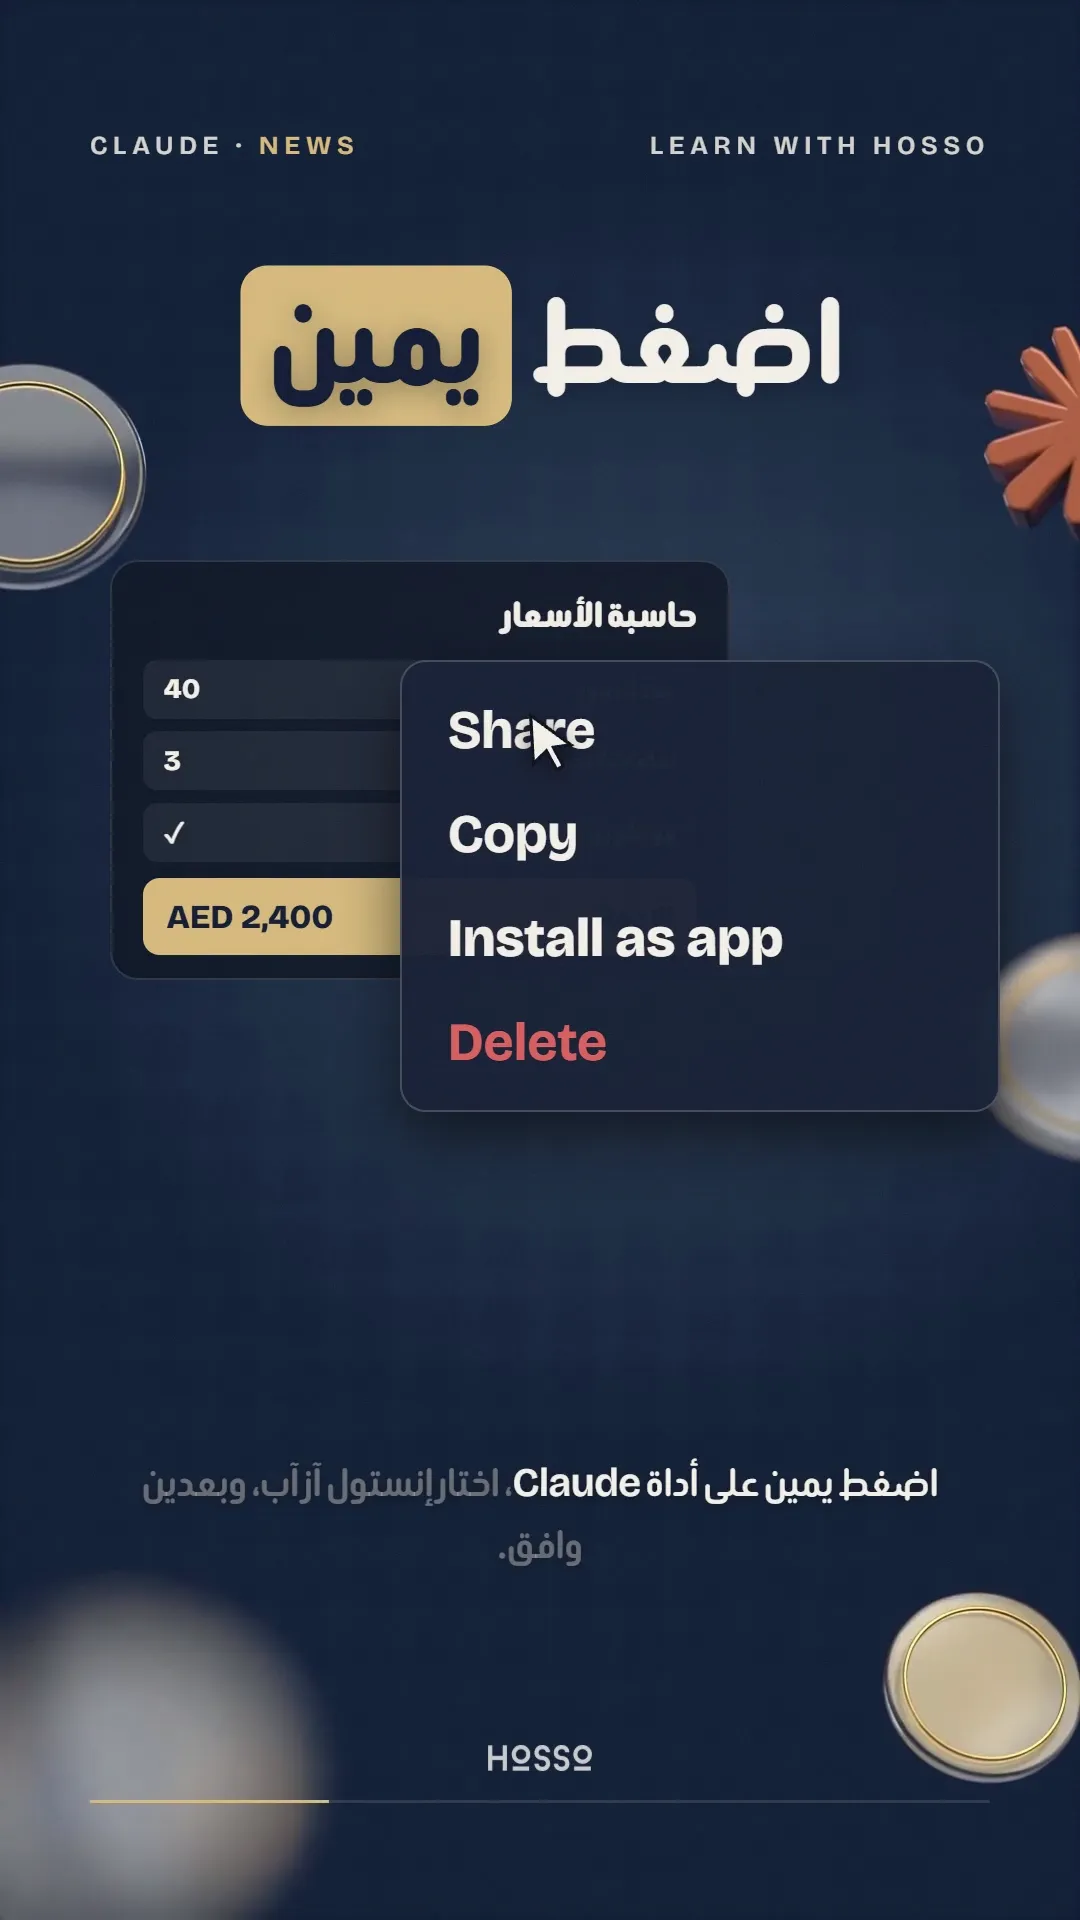 CLAUDE · NEWS
LEARN WITH HOSSO
اضغط يمين
حاسبة الأسعار
40
3
✓
AED 2,400
Share
Copy
Install as app
Delete
اضغط يمين على أداة Claude، اختار إنستول آز آب، وبعدين
وافق.
HOSSO